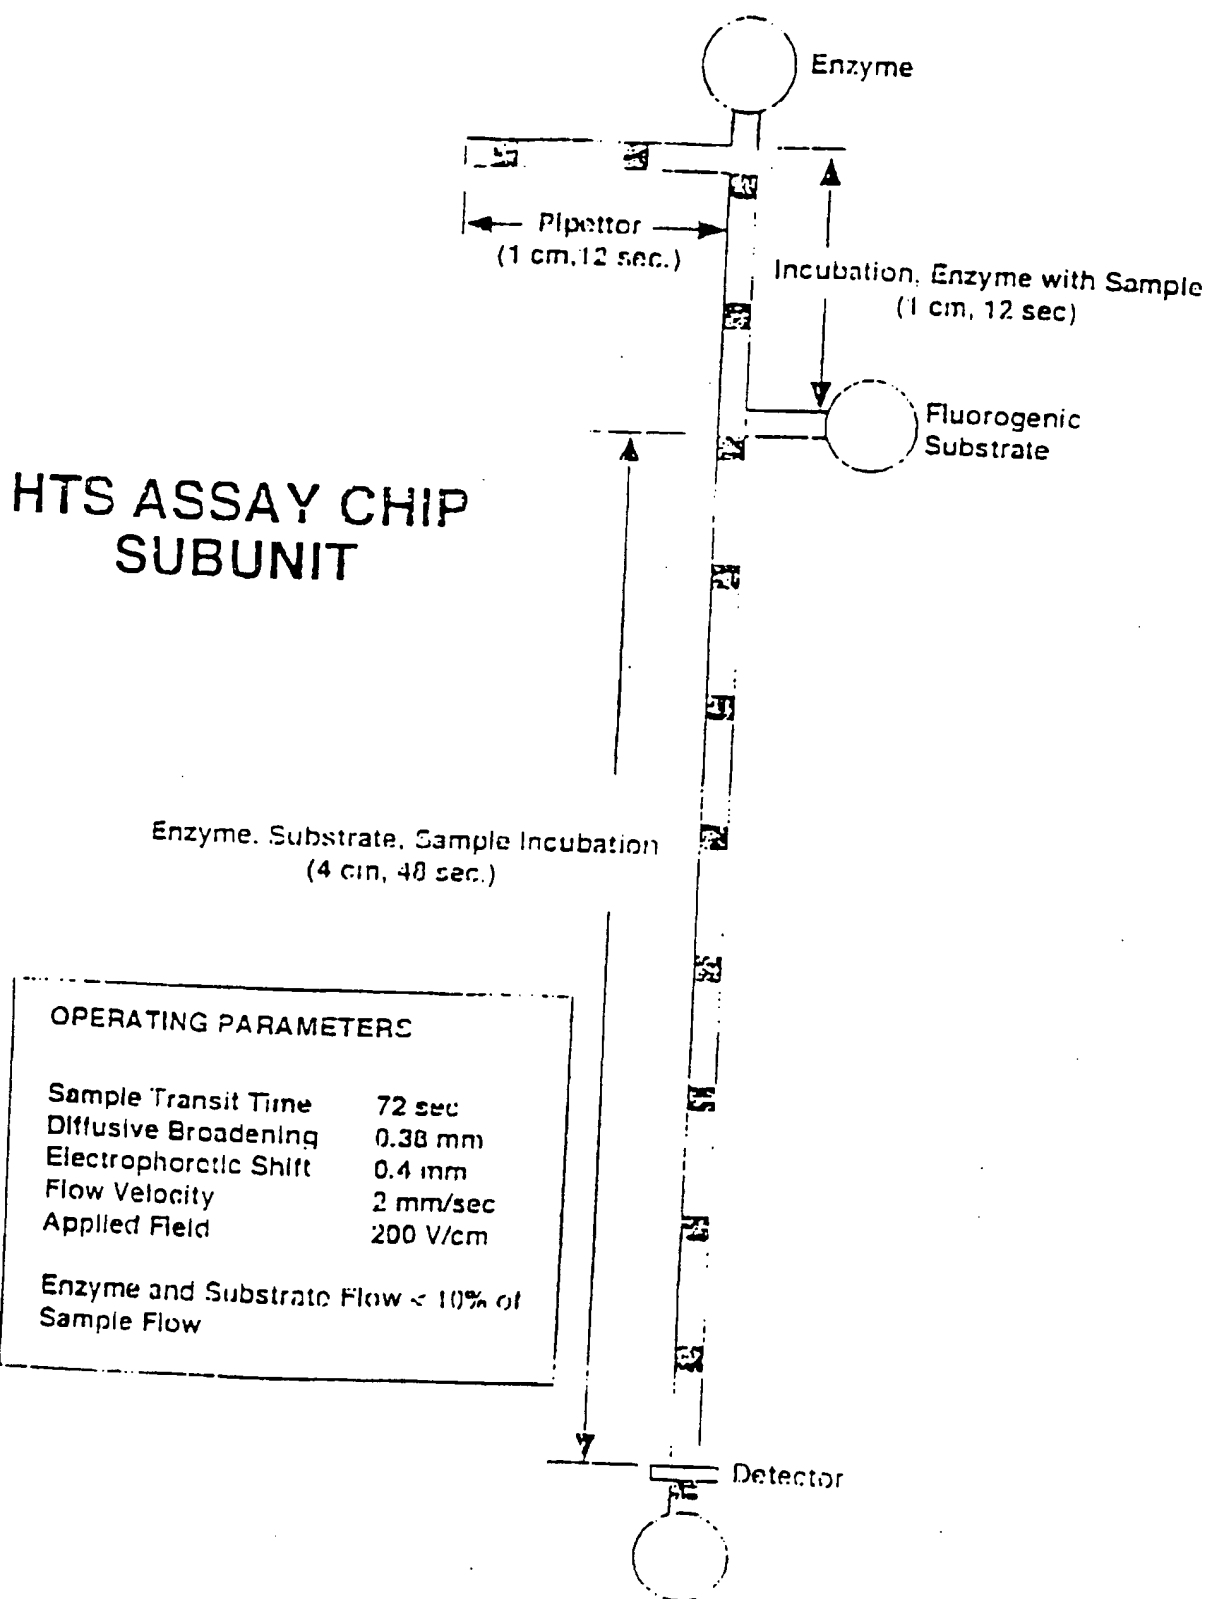 Enzyme
Pipettor
(1 cm,12 sec.)
Incubation, Enzyme with Sample
(1 cm, 12 sec)
Fluorogenic
Substrate
HTS ASSAY CHIP
SUBUNIT
Enzyme, Substrate, Sample Incubation
(4 cm, 48 sec.)
OPERATING PARAMETERS
Sample Transit Time 72 sec
Diffusive Broadening 0.38 mm
Electrophoretic Shift 0.4 mm
Flow Velocity 2 mm/sec
Applied Field 200 V/cm
Enzyme and Substrate Flow < 10% of
Sample Flow
Detector